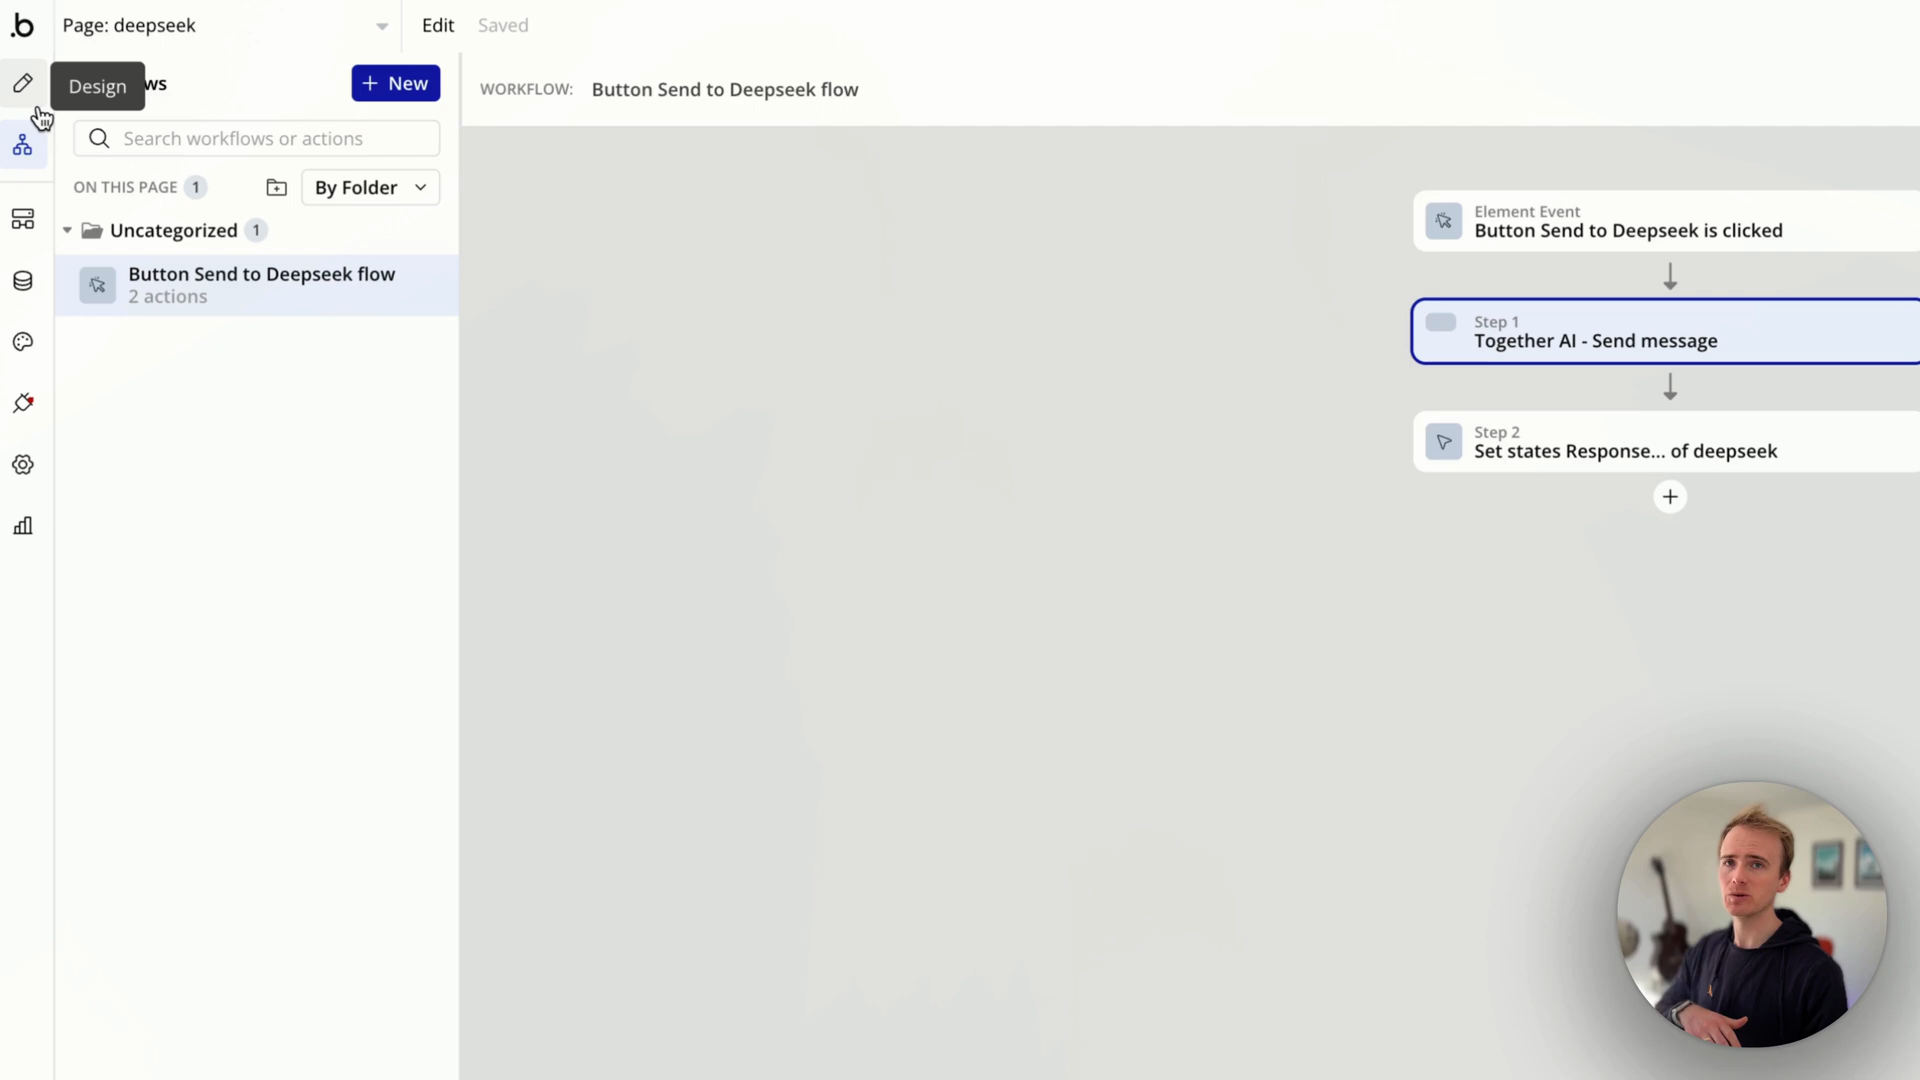 .b
Page: deepseek
Edit
Saved
Design
ws
+ New
WORKFLOW: Button Send to Deepseek flow
Search workflows or actions
ON THIS PAGE 1
By Folder
Uncategorized 1
Button Send to Deepseek flow
2 actions
Element Event
Button Send to Deepseek is clicked
Step 1
Together AI - Send message
Step 2
Set states Response... of deepseek